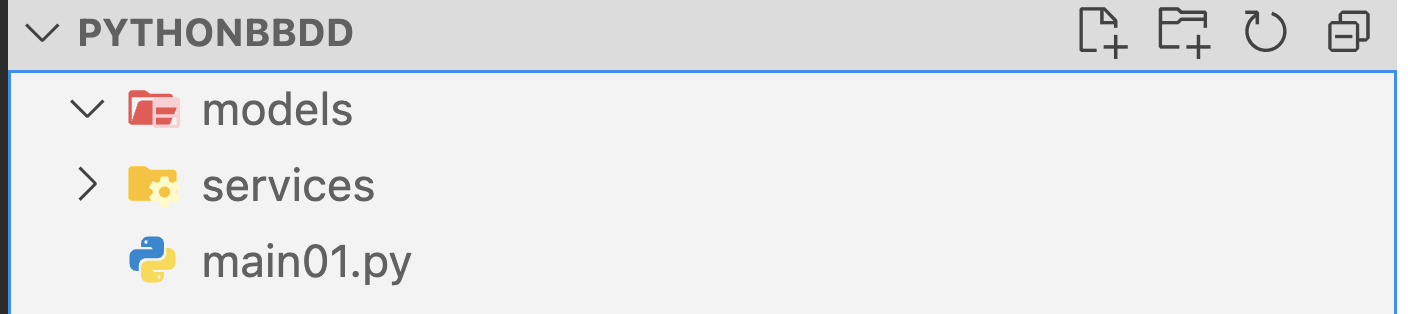 PYTHONBBDD
models
services
main01.py